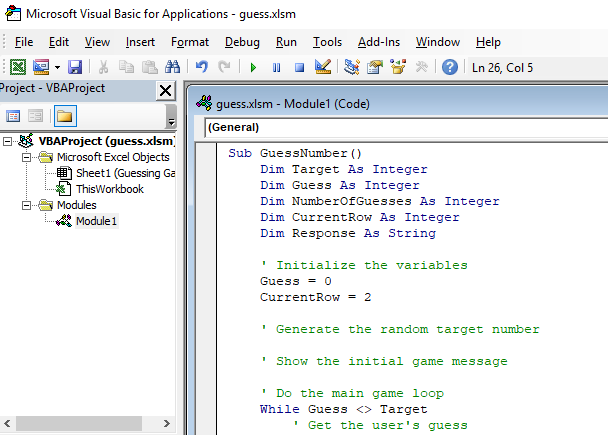 Microsoft Visual Basic for Applications - guess.xlsm
File Edit View Insert Format Debug Run Tools Add-Ins Window Help
Ln 26, Col 5
Project - VBAProject
VBAProject (guess.xlsm)
Microsoft Excel Objects
Sheet1 (Guessing Ga
ThisWorkbook
Modules
Module1
guess.xlsm - Module1 (Code)
(General)
Sub GuessNumber()
Dim Target As Integer
Dim Guess As Integer
Dim NumberOfGuesses As Integer
Dim CurrentRow As Integer
Dim Response As String
' Initialize the variables
Guess = 0
CurrentRow = 2
' Generate the random target number
' Show the initial game message
' Do the main game loop
While Guess <> Target
' Get the user's guess